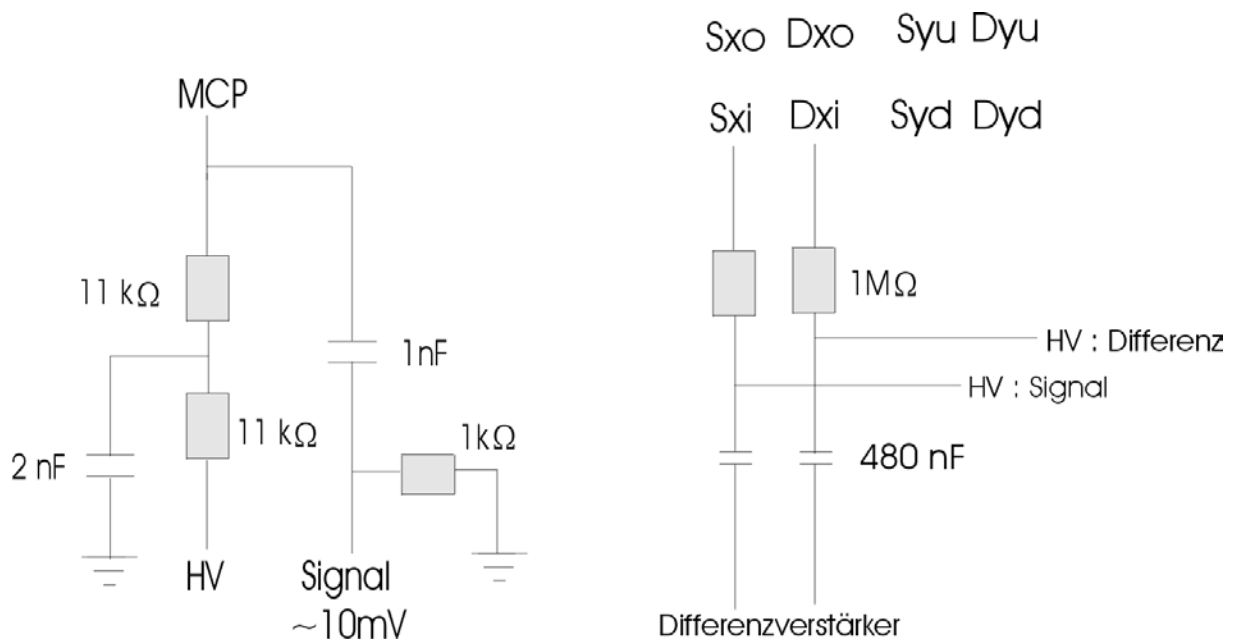 MCP
11 kΩ
1nF
11 kΩ
1kΩ
2 nF
HV
Signal
~10mV
Sxo Dxo Syu Dyu
Sxi Dxi Syd Dyd
1MΩ
HV : Differenz
HV : Signal
480 nF
Differenzverstärker